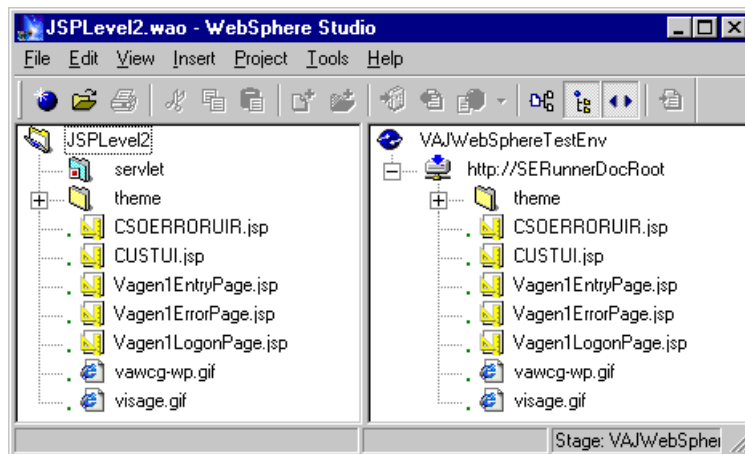 JSPLevel2.wao - WebSphere Studio
File Edit View Insert Project Tools Help
JSPLevel2
servlet
theme
CSOERRORUIR.jsp
CUSTUI.jsp
Vagen1EntryPage.jsp
Vagen1ErrorPage.jsp
Vagen1LogonPage.jsp
vawcg-wp.gif
visage.gif
VAJWebSphereTestEnv
http://SERunnerDocRoot
theme
CSOERRORUIR.jsp
CUSTUI.jsp
Vagen1EntryPage.jsp
Vagen1ErrorPage.jsp
Vagen1LogonPage.jsp
vawcg-wp.gif
visage.gif
Stage: VAJWebSpher